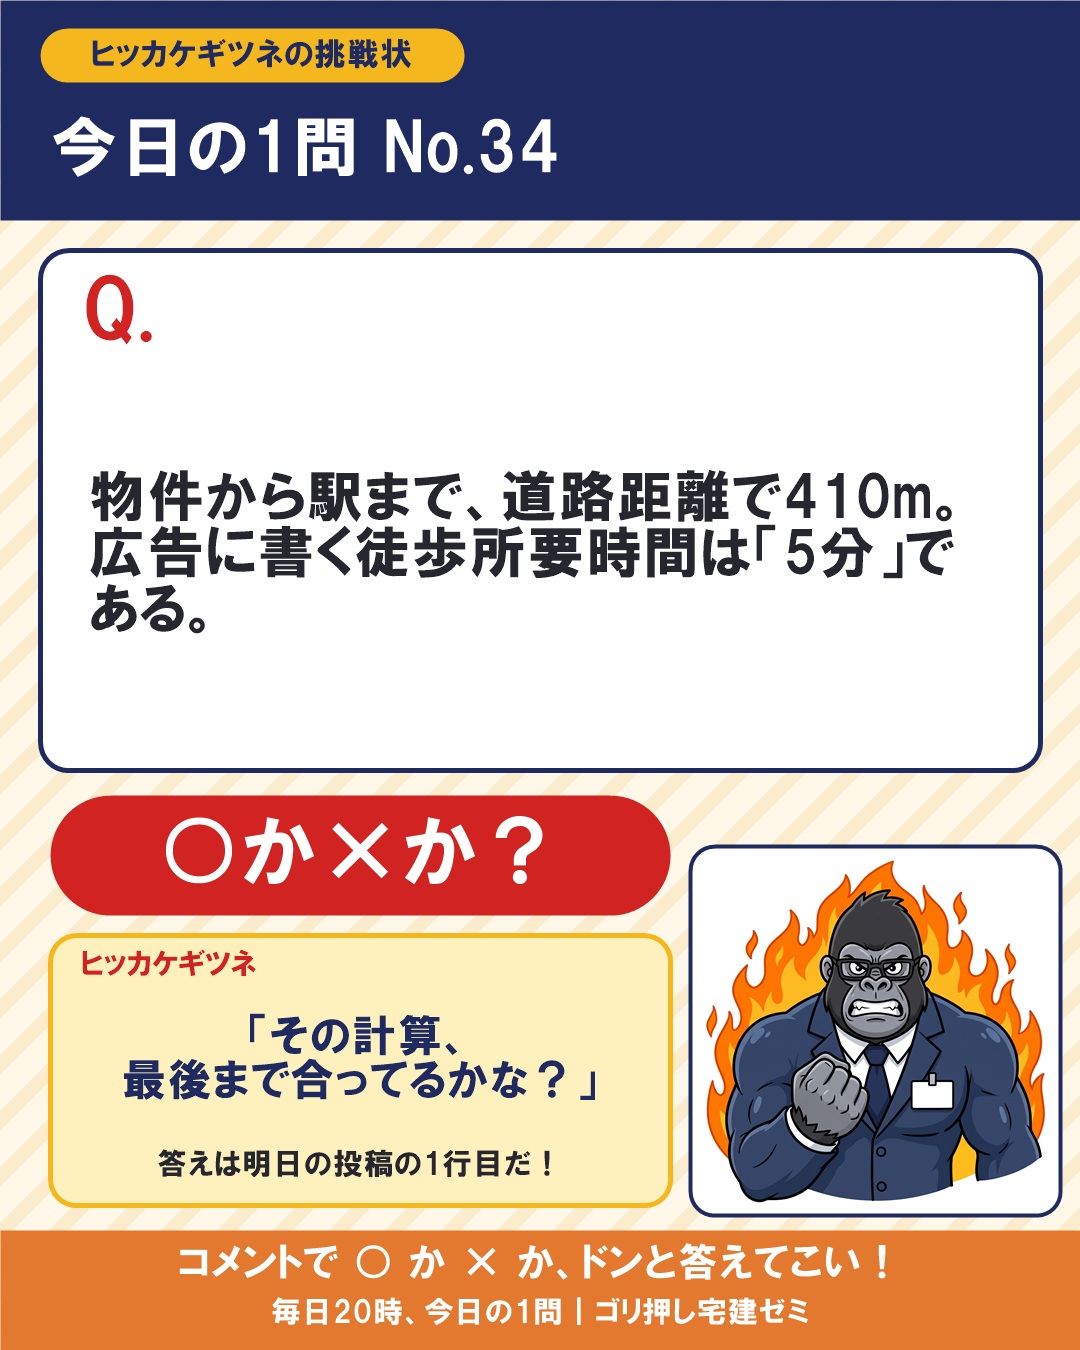 ヒッカケギツネの挑戦状
今日の1問 No.34
Q.
物件から駅まで、道路距離で410m。
広告に書く徒歩所要時間は「5分」で
ある。
〇か×か？
ヒッカケギツネ
「その計算、
最後まで合ってるかな？」
答えは明日の投稿の1行目だ！
コメントで 〇 か × か、ドンと答えてこい！
毎日20時、今日の1問 | ゴリ押し宅建ゼミ